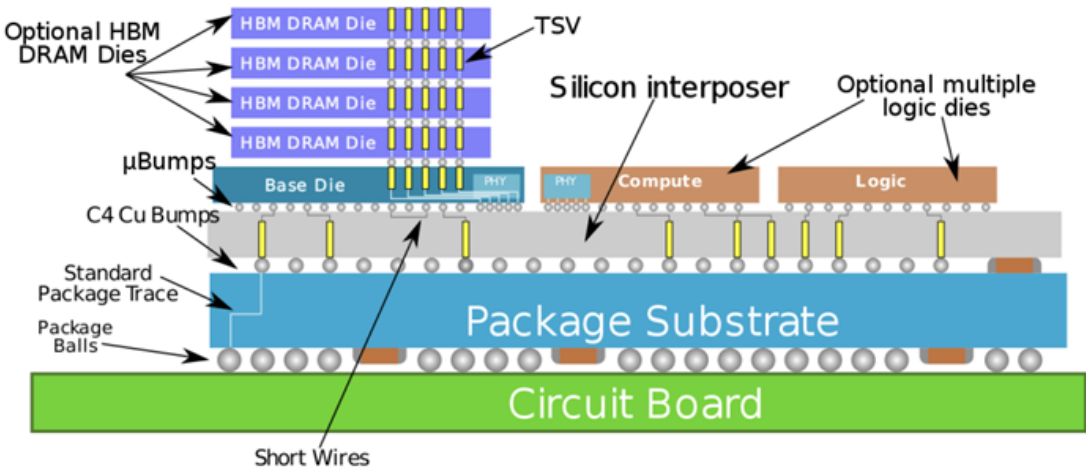 Optional HBM
DRAM Dies
HBM DRAM Die
HBM DRAM Die
HBM DRAM Die
HBM DRAM Die
TSV
Silicon interposer
Optional multiple
logic dies
µBumps
Base Die
PHY
PHY
Compute
Logic
C4 Cu Bumps
Standard
Package Trace
Package
Balls
Package Substrate
Circuit Board
Short Wires